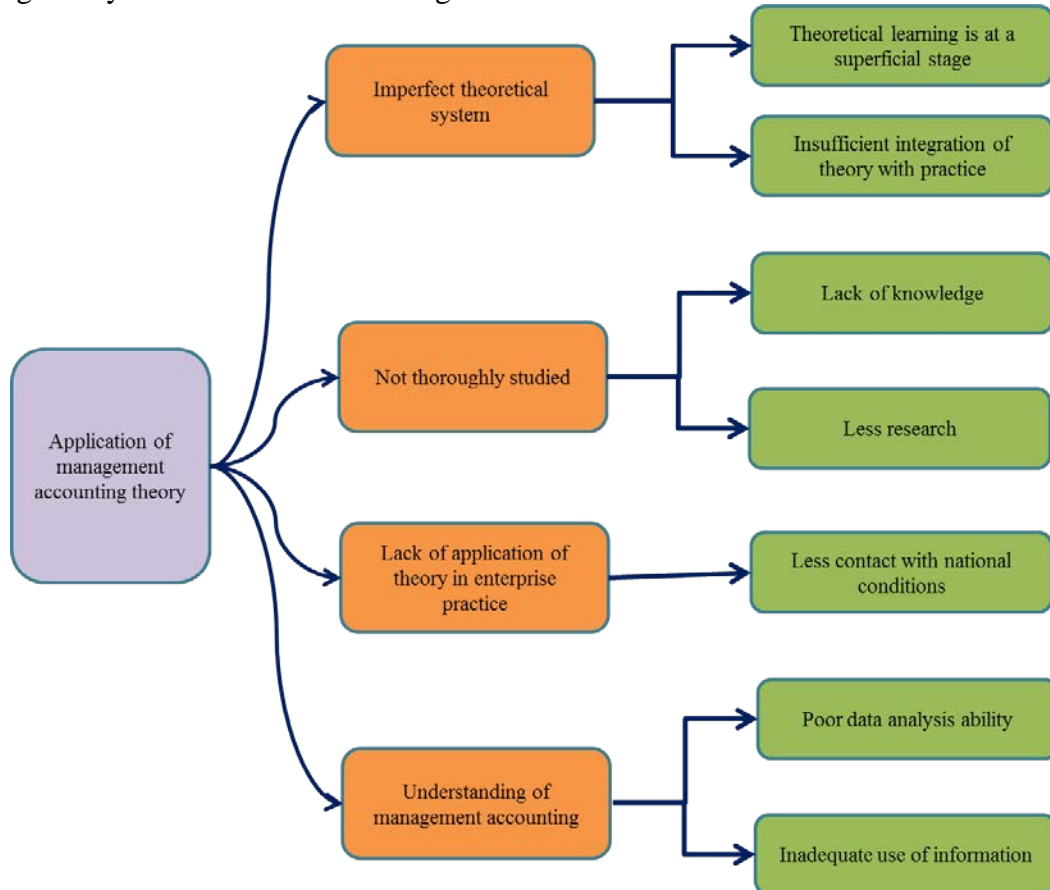 Theoretical learning is at a
superficial stage
Imperfect theoretical
system
Insufficient integration of
theory with practice
Lack of knowledge
Not thoroughly studied
Less research
Application of
management
accounting theory
Lack of application of
theory in enterprise
practice
Less contact with national
conditions
Poor data analysis ability
Understanding of
management accounting
Inadequate use of information